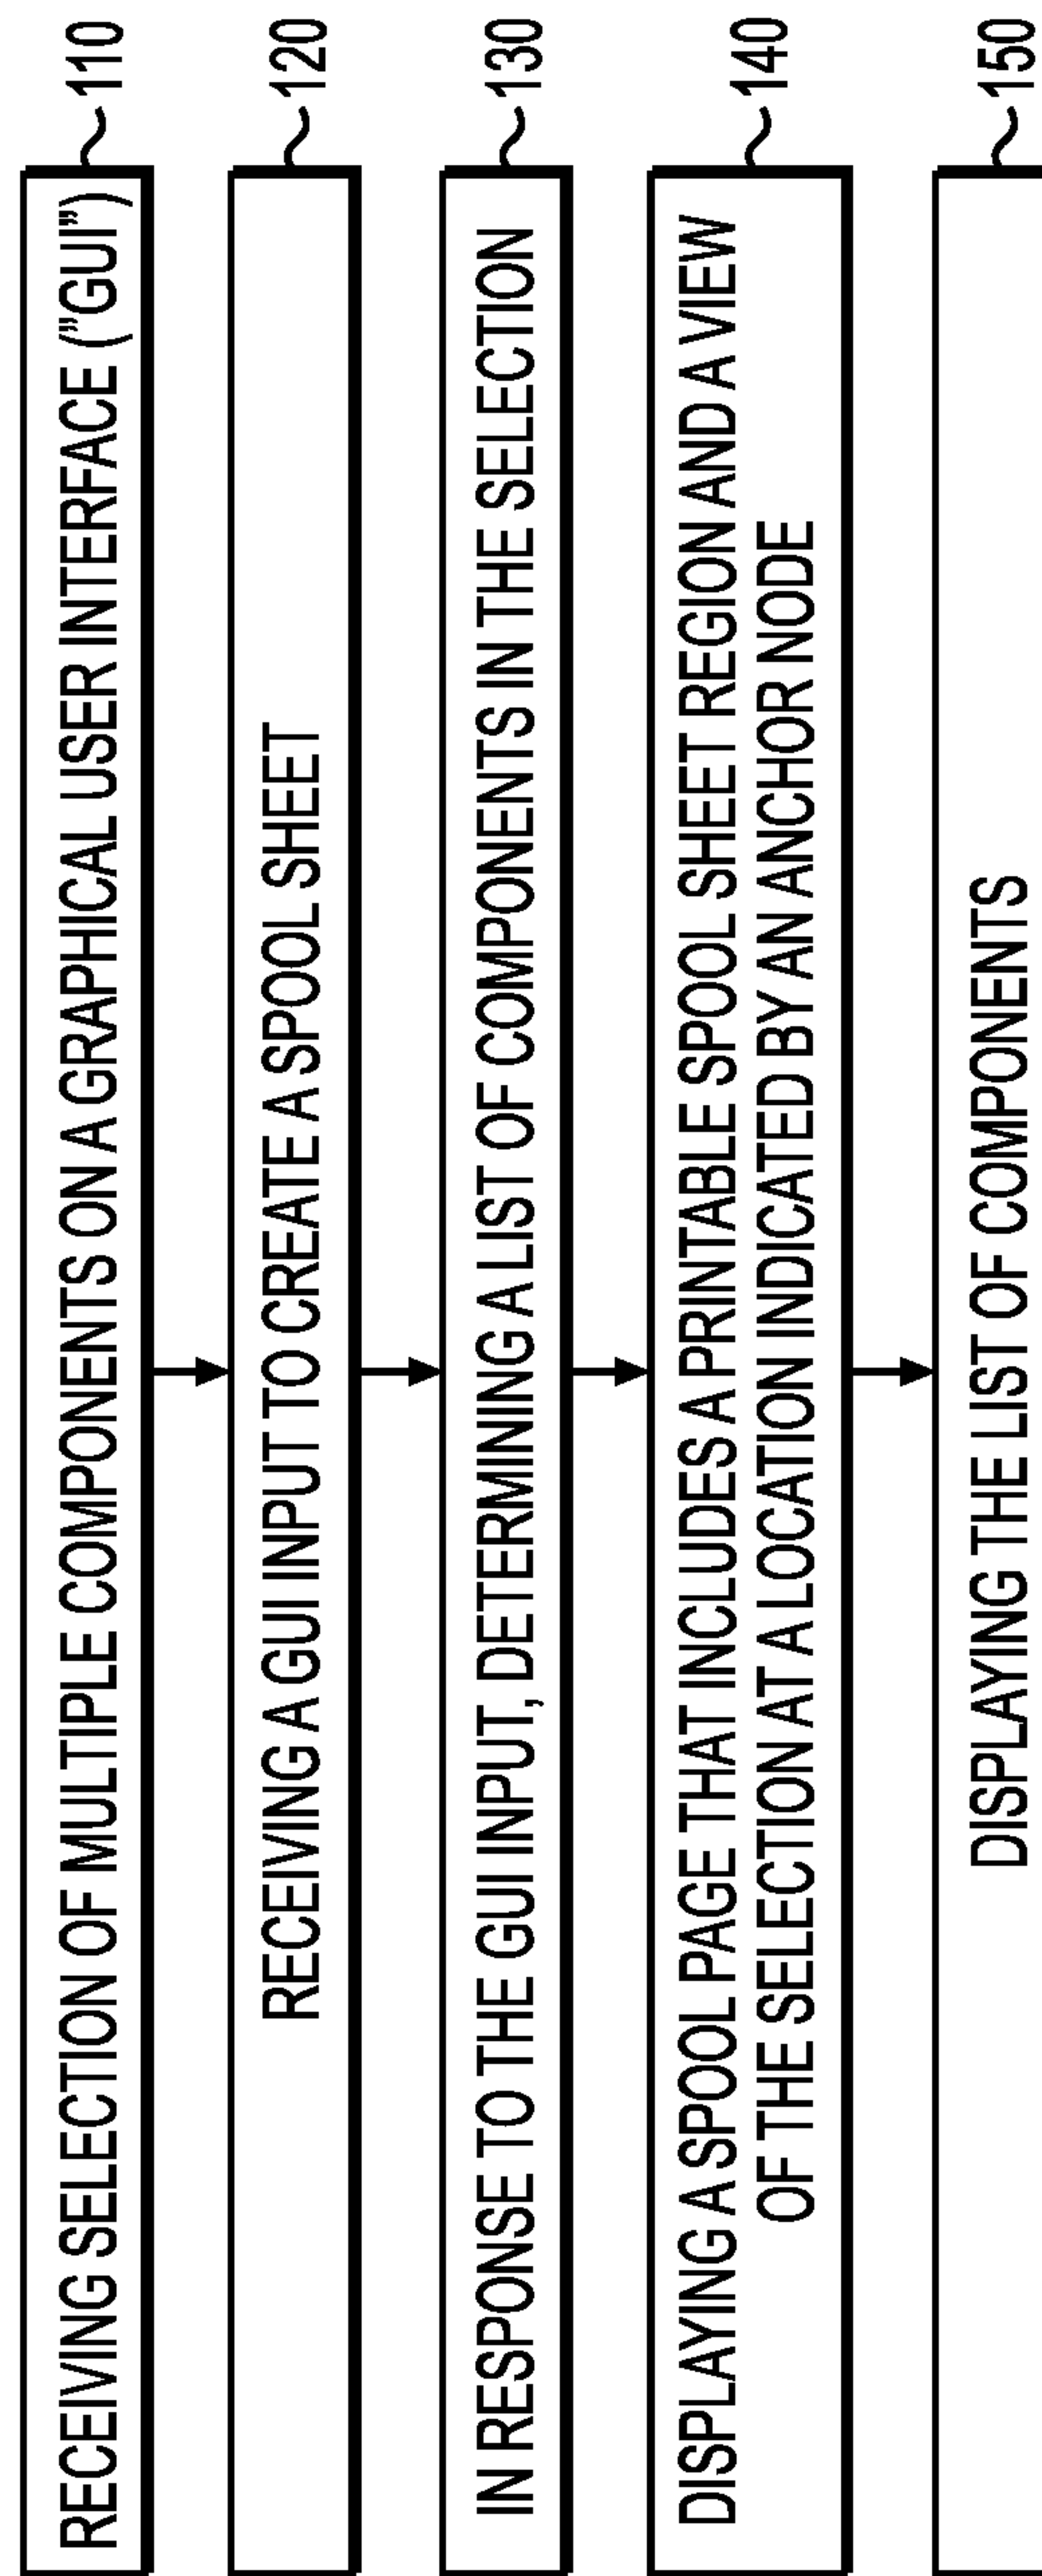 RECEIVING SELECTION OF MULTIPLE COMPONENTS ON A GRAPHICAL USER INTERFACE ("GUI")
110
RECEIVING A GUI INPUT TO CREATE A SPOOL SHEET
120
IN RESPONSE TO THE GUI INPUT, DETERMINING A LIST OF COMPONENTS IN THE SELECTION
130
DISPLAYING A SPOOL PAGE THAT INCLUDES A PRINTABLE SPOOL SHEET REGION AND A VIEW
OF THE SELECTION AT A LOCATION INDICATED BY AN ANCHOR NODE
140
DISPLAYING THE LIST OF COMPONENTS
150